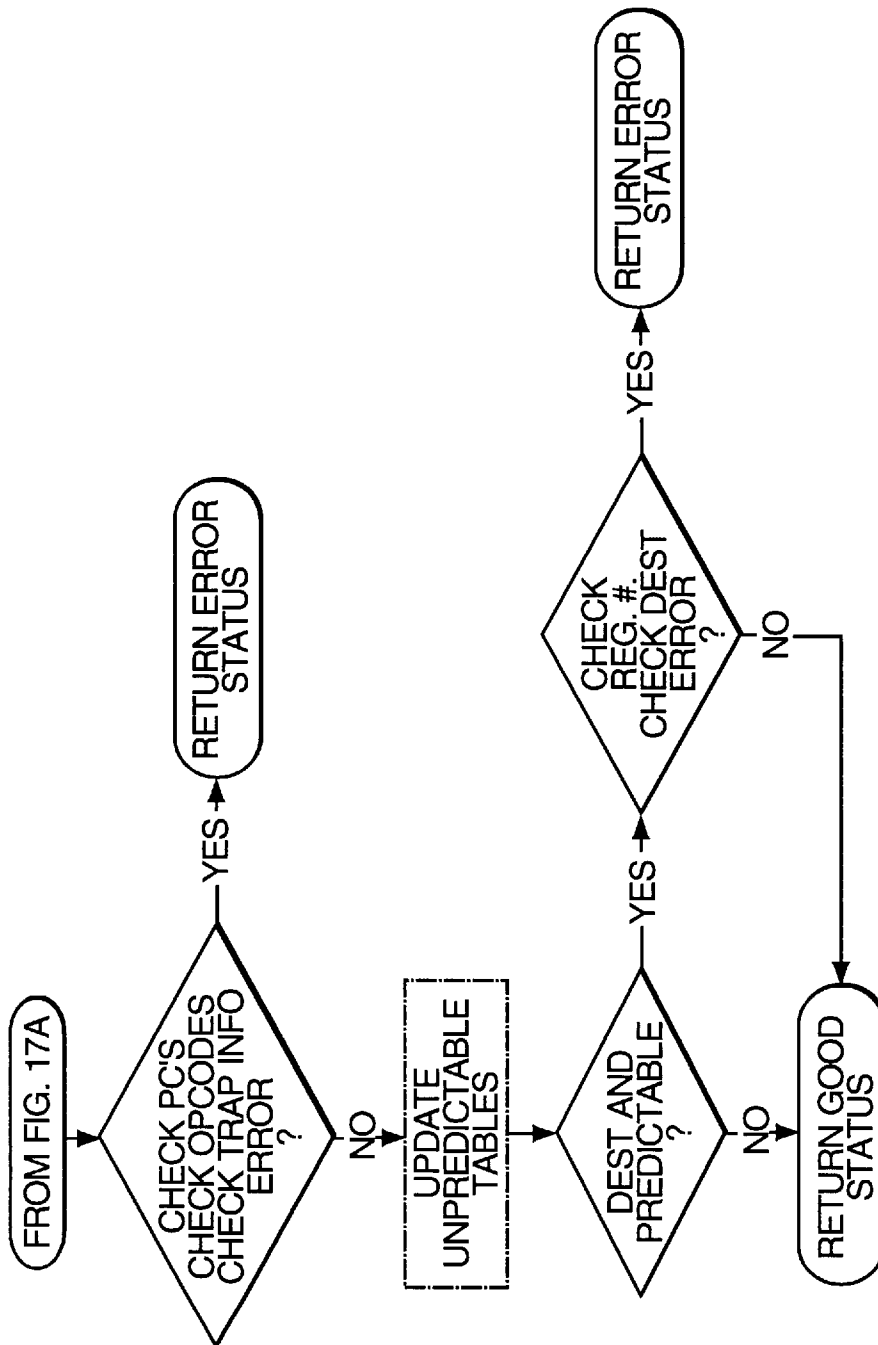 FROM FIG. 17A
CHECK PC'S
CHECK OPCODES
CHECK TRAP INFO
ERROR
?
YES
RETURN ERROR
STATUS
NO
UPDATE
UNPREDICTABLE
TABLES
DEST AND
PREDICTABLE
?
YES
CHECK
REG. #.
CHECK DEST
ERROR
?
YES
RETURN ERROR
STATUS
NO
NO
RETURN GOOD
STATUS